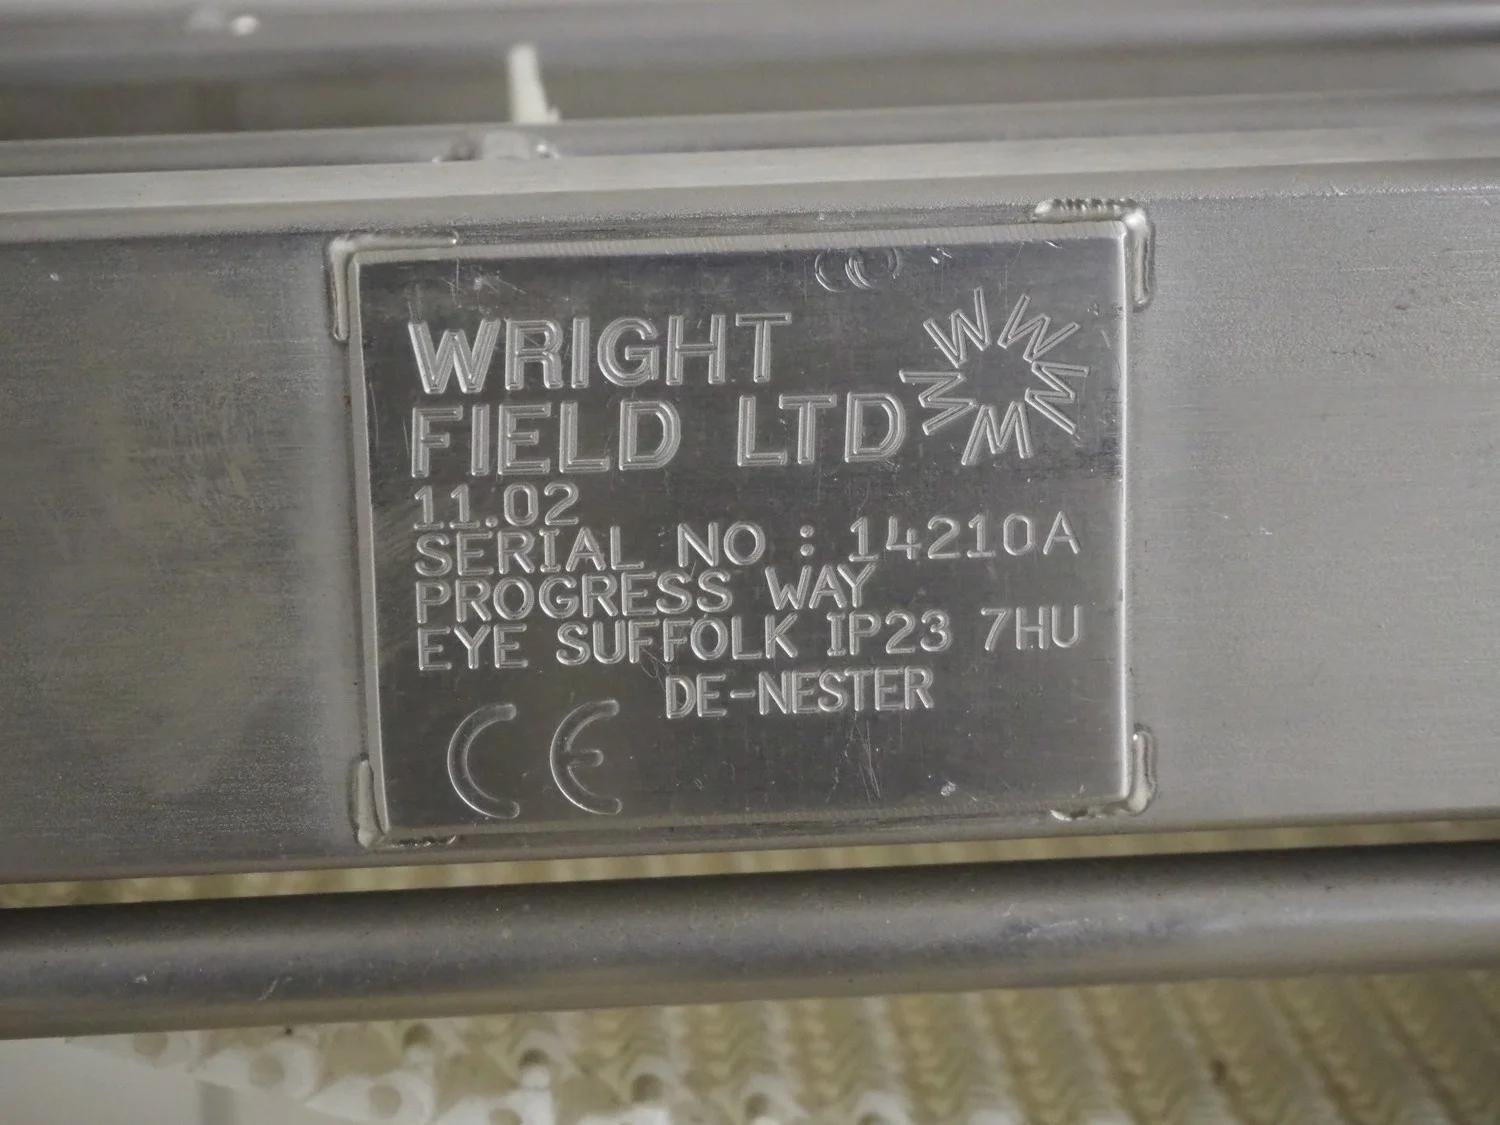 WRIGHT
FIELD LTD
11.02
SERIAL NO : 14210A
PROGRESS WAY
EYE SUFFOLK IP23 7HU
DE-NESTER
CE
W W W W W